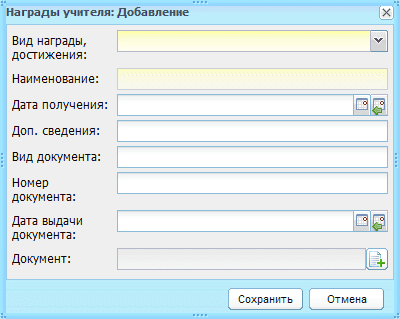 Награды учителя: Добавление
Вид награды,
достижения:
Наименование:
Дата получения:
Доп. сведения:
Вид документа:
Номер
документа:
Дата выдачи
документа:
Документ:
Сохранить
Отмена